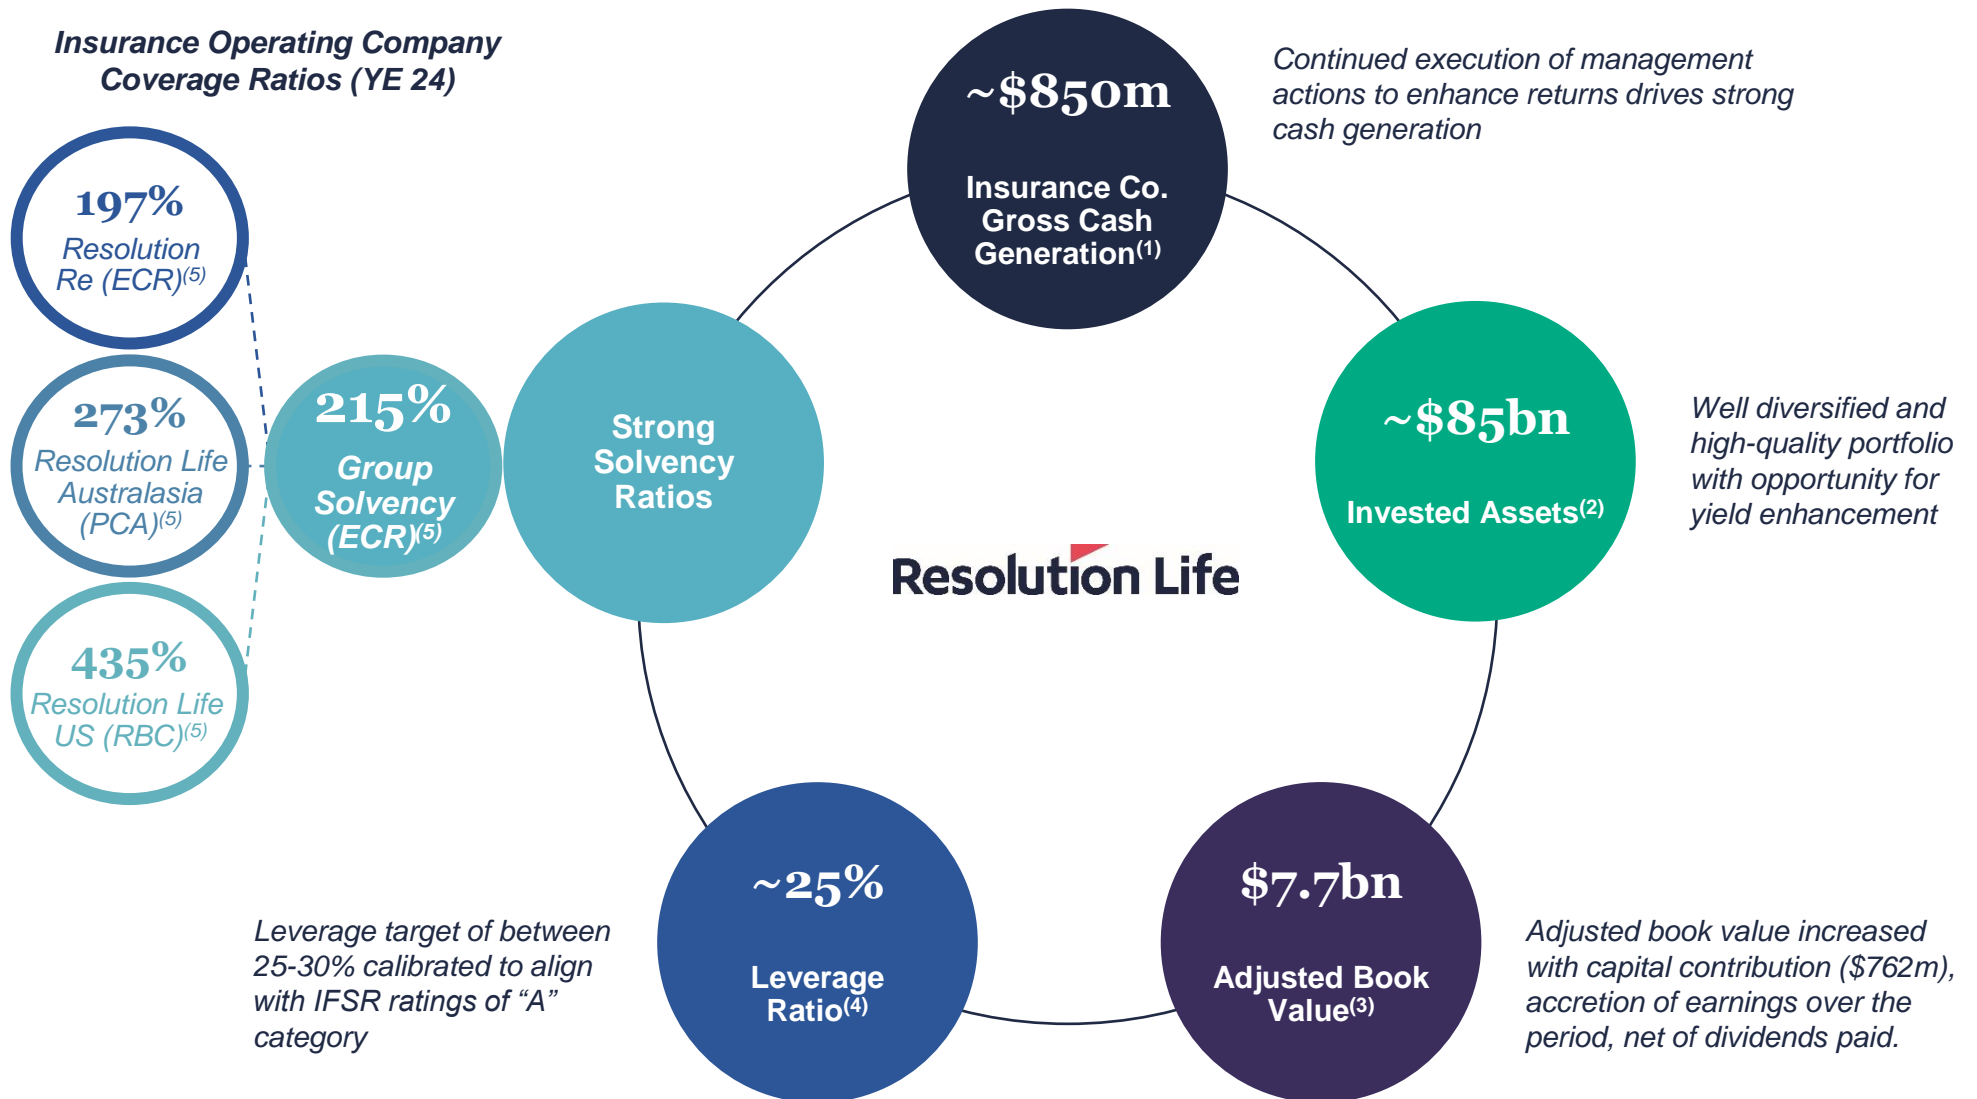 Insurance Operating Company
Coverage Ratios (YE 24)
197%
Resolution
Re (ECR)(5)
273%
Resolution Life
Australasia
(PCA)(5)
435%
Resolution Life
US (RBC)(5)
215%
Group
Solvency
(ECR)(5)
Strong
Solvency
Ratios
~$850m
Insurance Co.
Gross Cash
Generation(1)
Continued execution of management
actions to enhance returns drives strong
cash generation
~$85bn
Invested Assets(2)
Well diversified and
high-quality portfolio
with opportunity for
yield enhancement
Resolution Life
~25%
Leverage
Ratio(4)
Leverage target of between
25-30% calibrated to align
with IFSR ratings of “A”
category
$7.7bn
Adjusted Book
Value(3)
Adjusted book value increased
with capital contribution ($762m),
accretion of earnings over the
period, net of dividends paid.